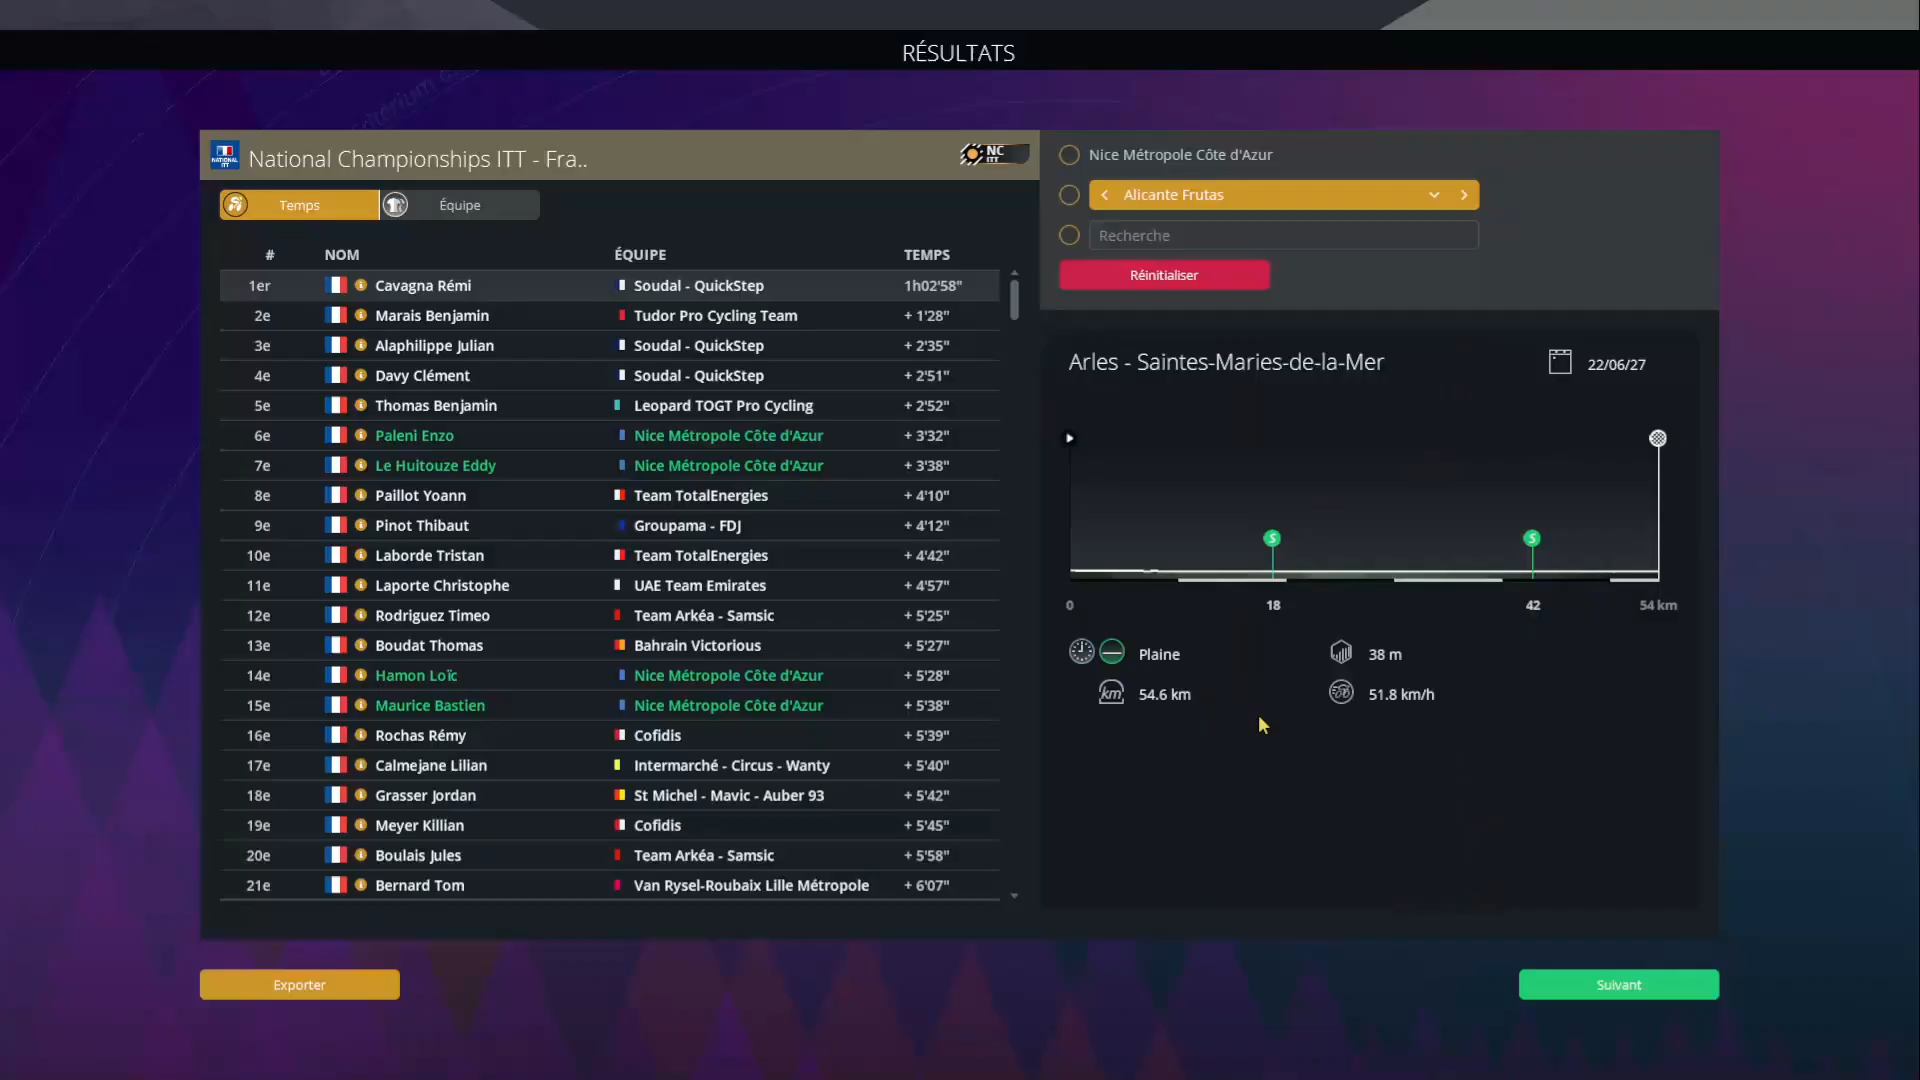 RÉSULTATS
NATIONAL ITT
National Championships ITT - Fra..
NC
ITT
Temps
Équipe
# NOM ÉQUIPE TEMPS
1er Cavagna Rémi Soudal - QuickStep 1h02'58"
2e Marais Benjamin Tudor Pro Cycling Team + 1'28"
3e Alaphilippe Julian Soudal - QuickStep + 2'35"
4e Davy Clément Soudal - QuickStep + 2'51"
5e Thomas Benjamin Leopard TOGT Pro Cycling + 2'52"
6e Paleni Enzo Nice Métropole Côte d'Azur + 3'32"
7e Le Huitouze Eddy Nice Métropole Côte d'Azur + 3'38"
8e Paillot Yoann Team TotalEnergies + 4'10"
9e Pinot Thibaut Groupama - FDJ + 4'12"
10e Laborde Tristan Team TotalEnergies + 4'42"
11e Laporte Christophe UAE Team Emirates + 4'57"
12e Rodriguez Timeo Team Arkéa - Samsic + 5'25"
13e Boudat Thomas Bahrain Victorious + 5'27"
14e Hamon Loïc Nice Métropole Côte d'Azur + 5'28"
15e Maurice Bastien Nice Métropole Côte d'Azur + 5'38"
16e Rochas Rémy Cofidis + 5'39"
17e Calmejane Lilian Intermarché - Circus - Wanty + 5'40"
18e Grasser Jordan St Michel - Mavic - Auber 93 + 5'42"
19e Meyer Killian Cofidis + 5'45"
20e Boulais Jules Team Arkéa - Samsic + 5'58"
21e Bernard Tom Van Rysel-Roubaix Lille Métropole + 6'07"
Nice Métropole Côte d'Azur
Alicante Frutas
Recherche
Réinitialiser
Arles - Saintes-Maries-de-la-Mer 22/06/27
S S
0 18 42 54 km
Plaine 38 m
km 54.6 km 51.8 km/h
Exporter
Suivant